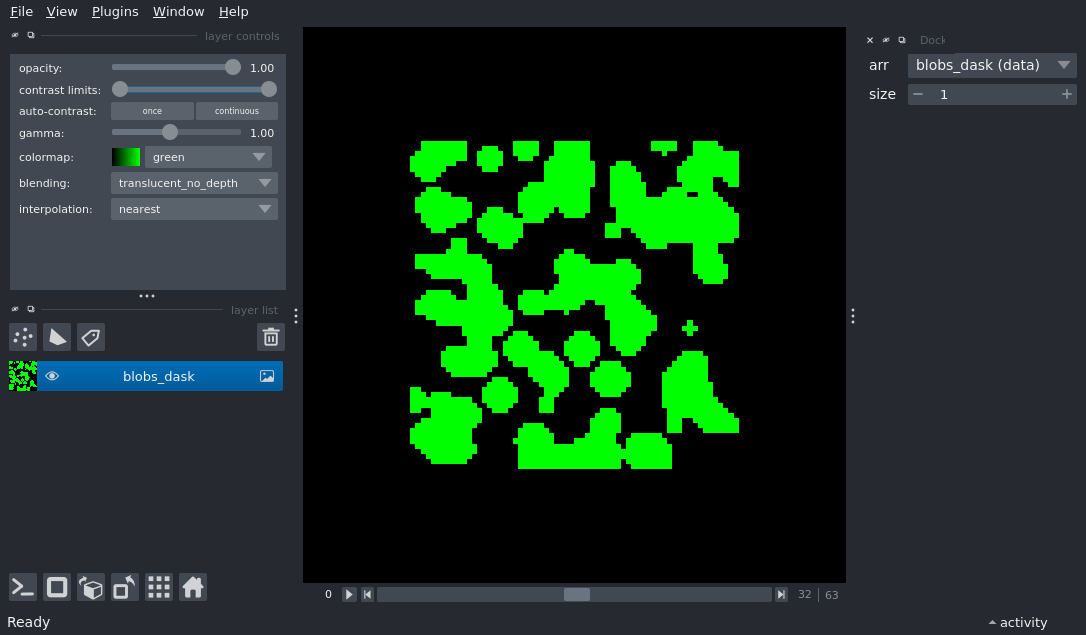 File View Plugins Window Help
layer controls
opacity: 1.00
contrast limits:
auto-contrast: once continuous
gamma: 1.00
colormap: green
blending: translucent_no_depth
interpolation: nearest
layer list
blobs_dask
0 32 63
Dock
arr blobs_dask (data)
size 1
Ready
activity